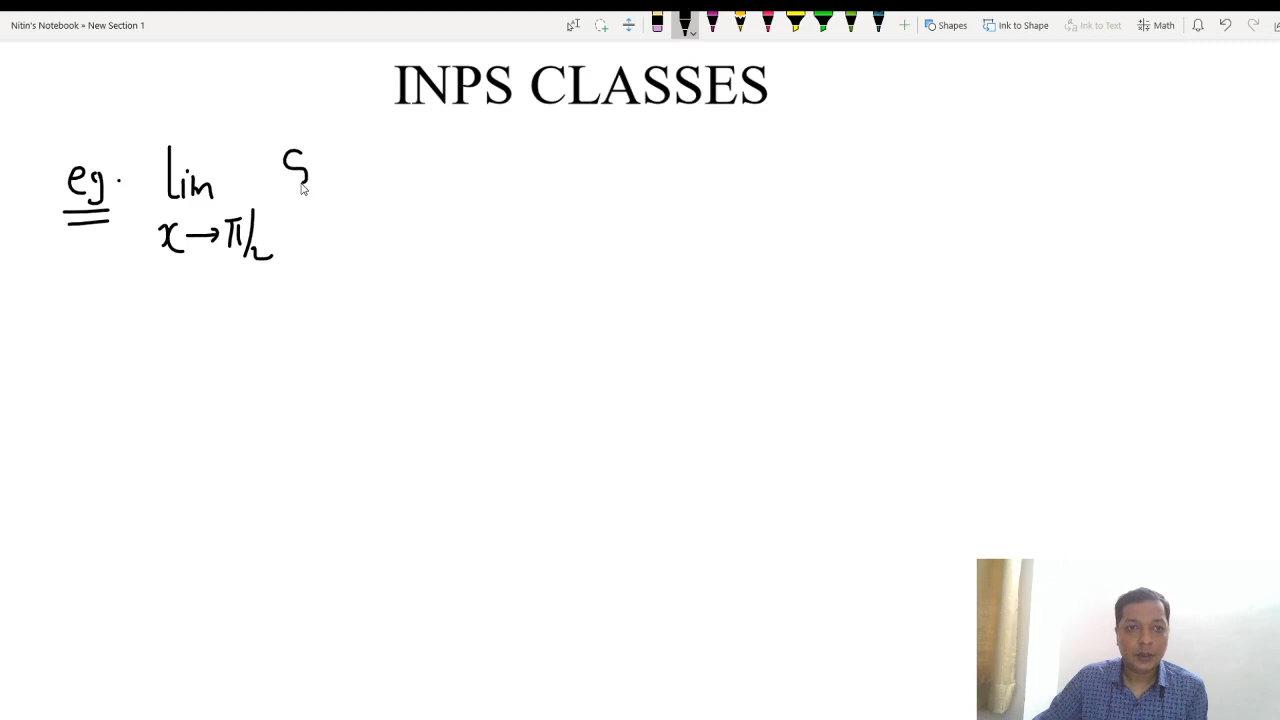 Nitin's Notebook » New Section 1
Shapes Ink to Shape Ink to Text Math
INPS CLASSES
eg. lim S
x→π/2